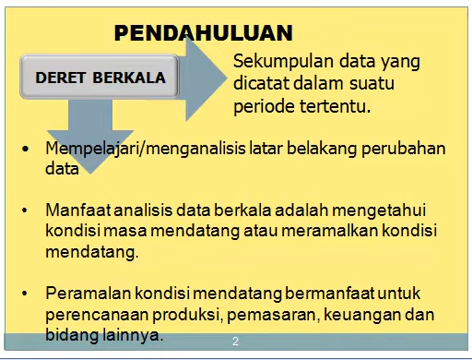 PENDAHULUAN
DERET BERKALA
Sekumpulan data yang
dicatat dalam suatu
periode tertentu.
• Mempelajari/menganalisis latar belakang perubahan
data
• Manfaat analisis data berkala adalah mengetahui
kondisi masa mendatang atau meramalkan kondisi
mendatang.
• Peramalan kondisi mendatang bermanfaat untuk
perencanaan produksi, pemasaran, keuangan dan
bidang lainnya.
2